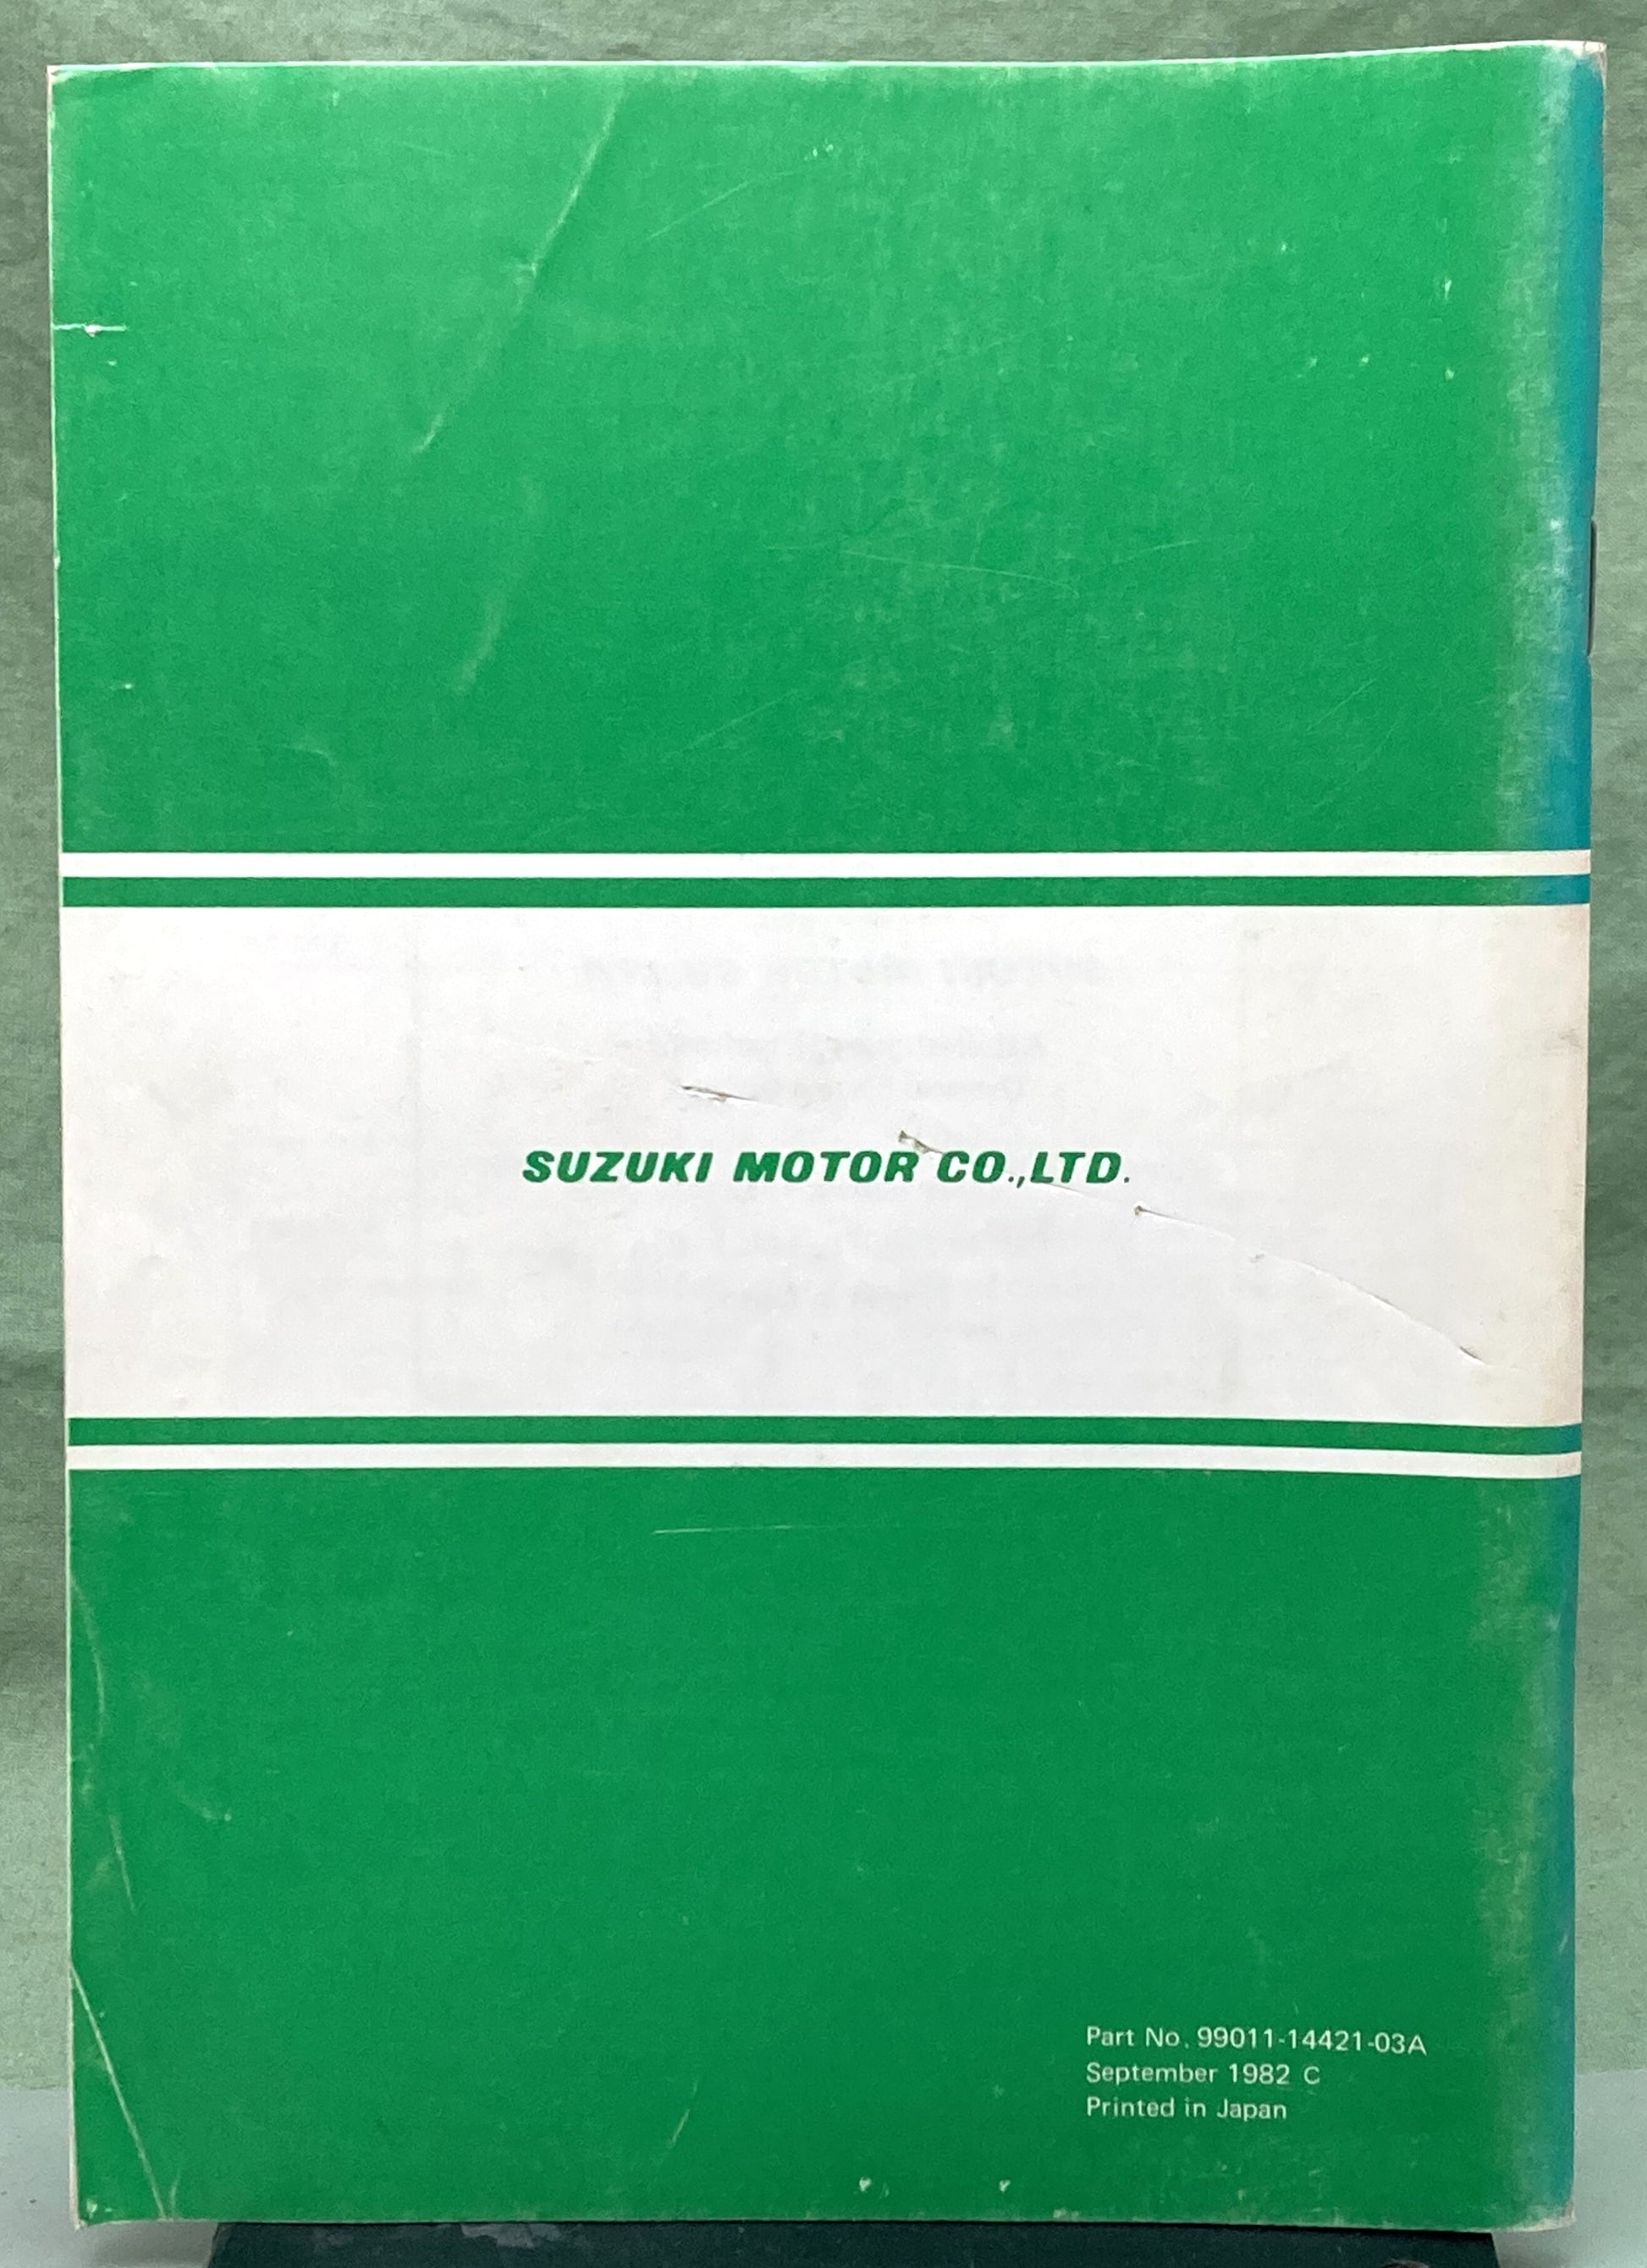 SUZUKI MOTOR CO.,LTD.
Part No. 99011-14421-03A
September 1982 C
Printed in Japan